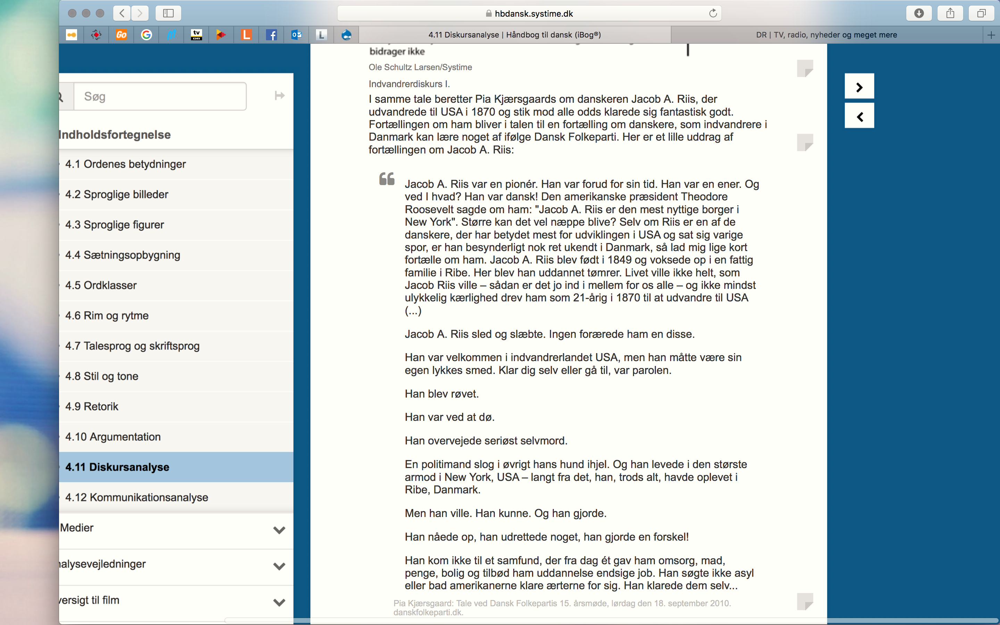 hbdansk.systime.dk
Go
tv
DR
L
f
L
4.11 Diskursanalyse | Håndbog til dansk (iBog®)
DR | TV, radio, nyheder og meget mere
Søg
Indholdsfortegnelse
4.1 Ordenes betydninger
4.2 Sproglige billeder
4.3 Sproglige figurer
4.4 Sætningsopbygning
4.5 Ordklasser
4.6 Rim og rytme
4.7 Talesprog og skriftsprog
4.8 Stil og tone
4.9 Retorik
4.10 Argumentation
4.11 Diskursanalyse
4.12 Kommunikationsanalyse
Medier
nalysevejledninger
versigt til film
bidrager ikke
Ole Schultz Larsen/Systime
Indvandrerdiskurs I.
I samme tale beretter Pia Kjærsgaards om danskeren Jacob A. Riis, der
udvandrede til USA i 1870 og stik mod alle odds klarede sig fantastisk godt.
Fortællingen om ham bliver i talen til en fortælling om danskere, som indvandrere i
Danmark kan lære noget af ifølge Dansk Folkeparti. Her er et lille uddrag af
fortællingen om Jacob A. Riis:
Jacob A. Riis var en pionér. Han var forud for sin tid. Han var en ener. Og
ved I hvad? Han var dansk! Den amerikanske præsident Theodore
Roosevelt sagde om ham: "Jacob A. Riis er den mest nyttige borger i
New York". Større kan det vel næppe blive? Selv om Riis er en af de
danskere, der har betydet mest for udviklingen i USA og sat sig varige
spor, er han besynderligt nok ret ukendt i Danmark, så lad mig lige kort
fortælle om ham. Jacob A. Riis blev født i 1849 og voksede op i en fattig
familie i Ribe. Her blev han uddannet tømrer. Livet ville ikke helt, som
Jacob Riis ville – sådan er det jo ind i mellem for os alle – og ikke mindst
ulykkelig kærlighed drev ham som 21-årig i 1870 til at udvandre til USA
(...)
Jacob A. Riis sled og slæbte. Ingen forærede ham en disse.
Han var velkommen i indvandrerlandet USA, men han måtte være sin
egen lykkes smed. Klar dig selv eller gå til, var parolen.
Han blev røvet.
Han var ved at dø.
Han overvejede seriøst selvmord.
En politimand slog i øvrigt hans hund ihjel. Og han levede i den største
armod i New York, USA – langt fra det, han, trods alt, havde oplevet i
Ribe, Danmark.
Men han ville. Han kunne. Og han gjorde.
Han nåede op, han udrettede noget, han gjorde en forskel!
Han kom ikke til et samfund, der fra dag ét gav ham omsorg, mad,
penge, bolig og tilbød ham uddannelse endsige job. Han søgte ikke asyl
eller bad amerikanerne klare ærterne for sig. Han klarede dem selv...
Pia Kjærsgaard: Tale ved Dansk Folkepartis 15. årsmøde, lørdag den 18. september 2010.
danskfolkeparti.dk.